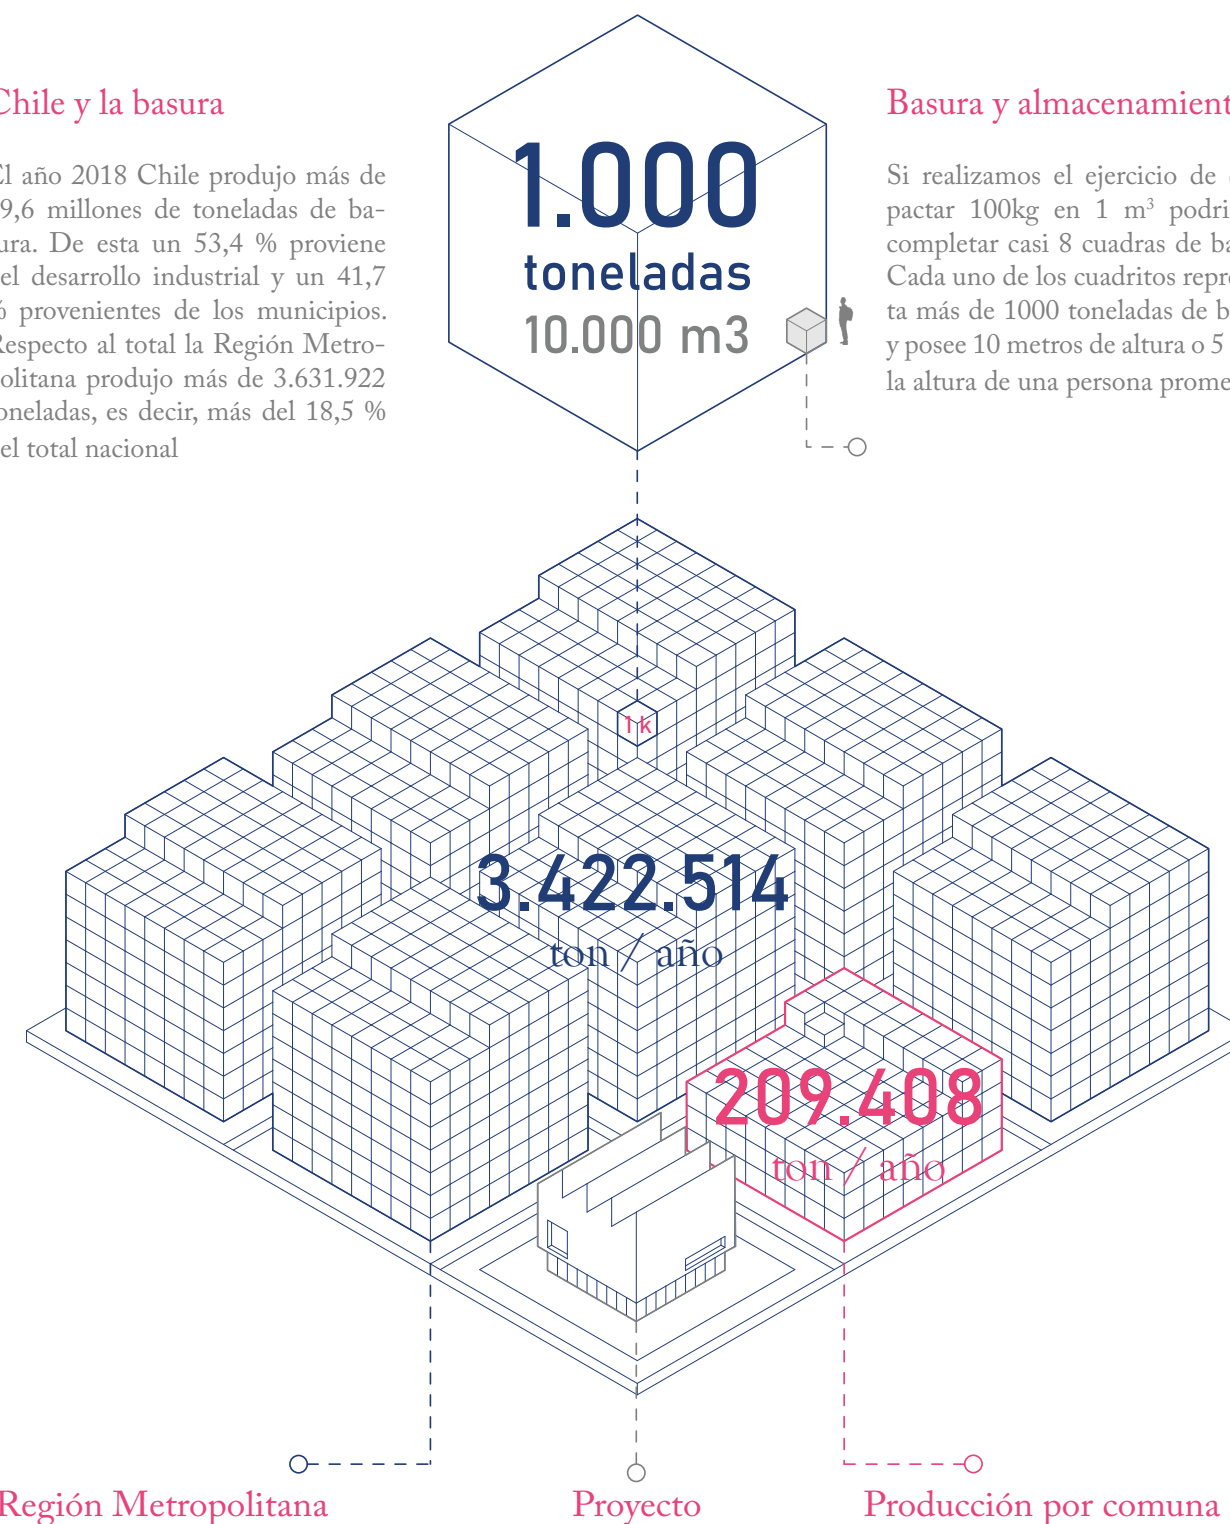 Chile y la basura
El año 2018 Chile produjo más de
9,6 millones de toneladas de ba-
ura. De esta un 53,4 % proviene
el desarrollo industrial y un 41,7
% provenientes de los municipios.
Respecto al total la Región Metro-
olitana produjo más de 3.631.922
oneladas, es decir, más del 18,5 %
el total nacional
1.000
toneladas
10.000 m3
Basura y almacenamient
Si realizamos el ejercicio de
pactar 100kg en 1 m³ podri
completar casi 8 cuadras de ba
Cada uno de los cuadritos repre
ta más de 1000 toneladas de b
y posee 10 metros de altura o 5
la altura de una persona prome
1k
3.422.514
ton / año
209.408
ton / año
Región Metropolitana
Proyecto
Producción por comuna